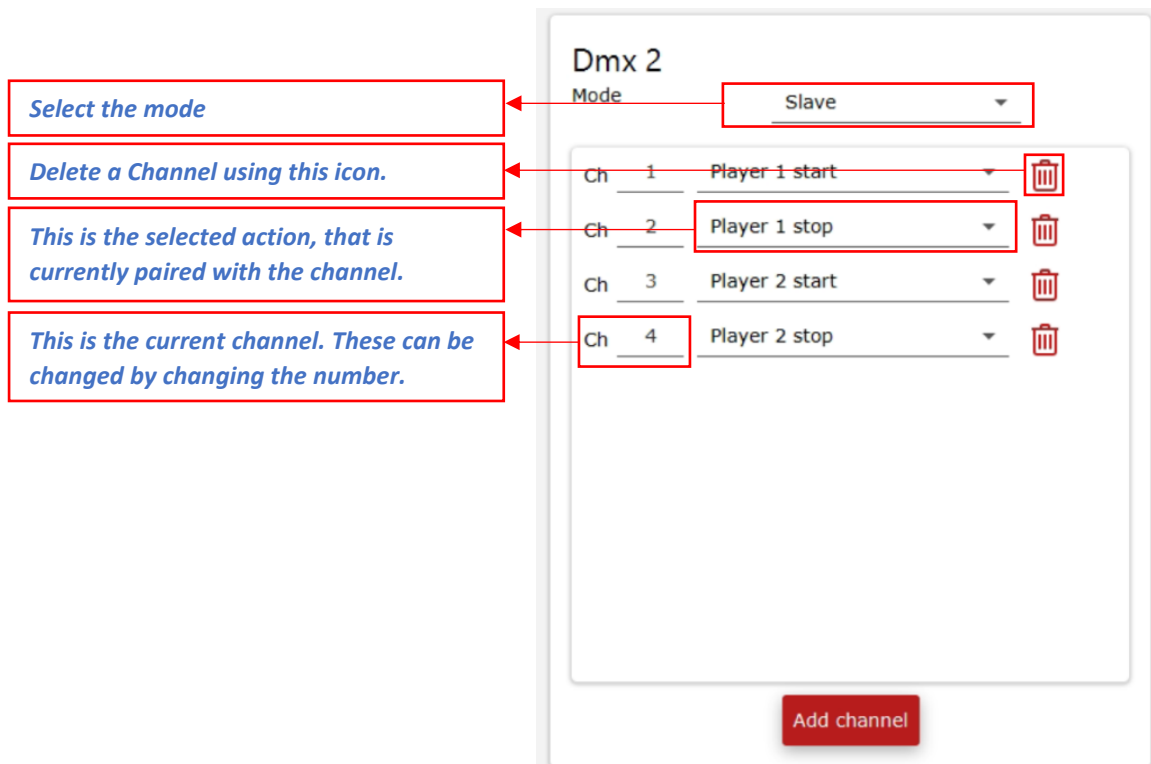 Dmx 2
Mode
Slave
Select the mode
Delete a Channel using this icon.
This is the selected action, that is
currently paired with the channel.
This is the current channel. These can be
changed by changing the number.
Ch 1 Player 1 start
Ch 2 Player 1 stop
Ch 3 Player 2 start
Ch 4 Player 2 stop
Add channel